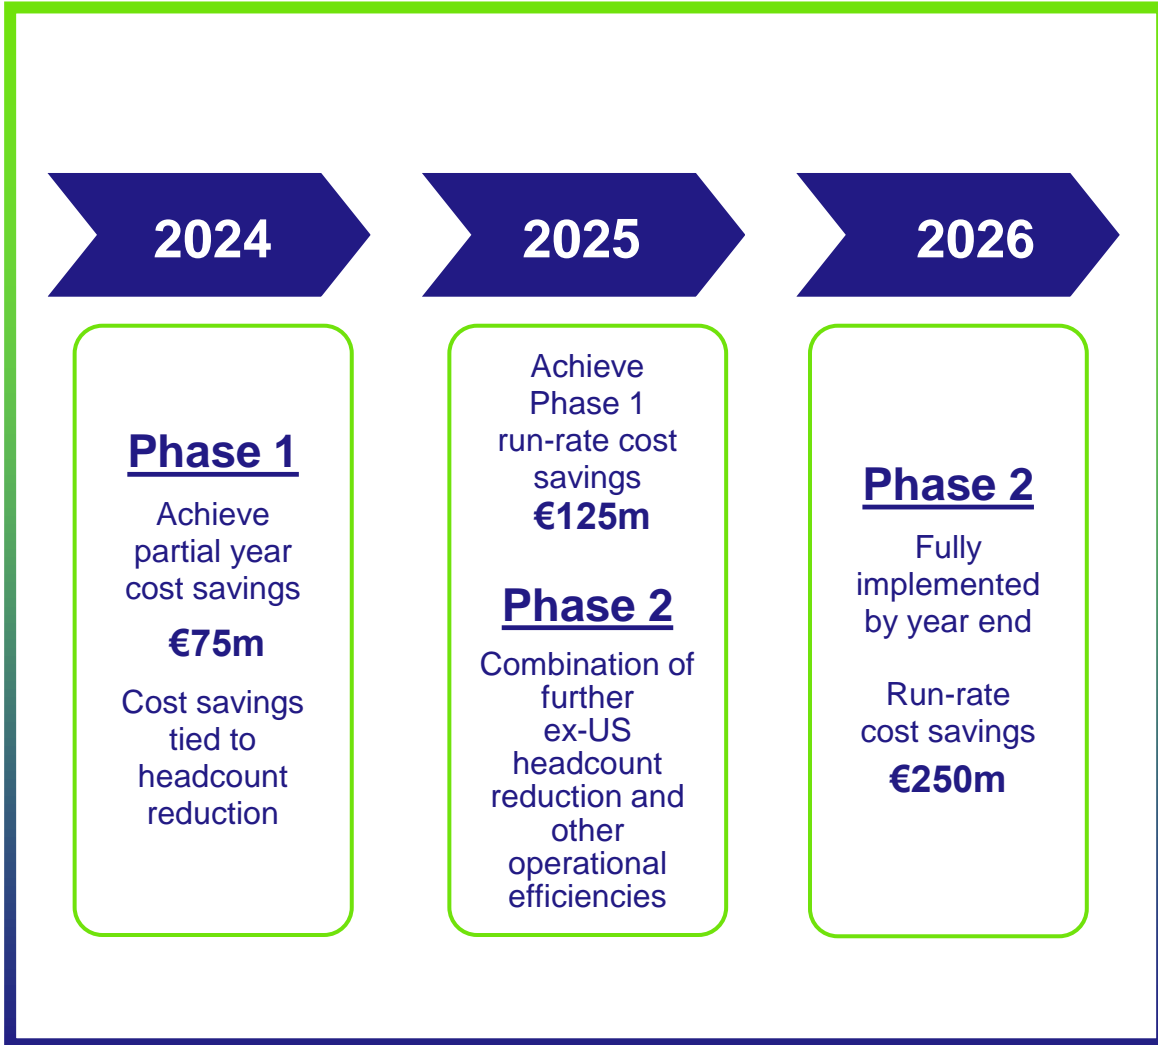 2024
Phase 1
Achieve
partial year
cost savings
€75m
Cost savings
tied to
headcount
reduction
2025
Achieve
Phase 1
run-rate cost
savings
€125m
Phase 2
Combination of
further
ex-US
headcount
reduction and
other
operational
efficiencies
2026
Phase 2
Fully
implemented
by year end
Run-rate
cost savings
€250m